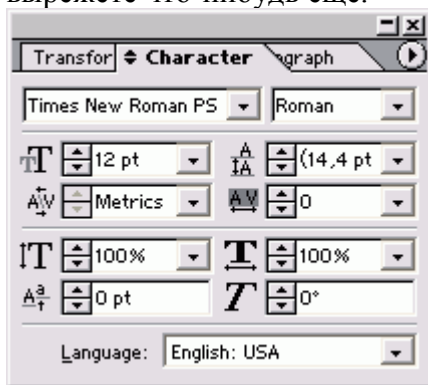 вырежете что-нибудь еще.
Transfor Character agraph
Times New Roman PS Roman
12 pt (14,4 pt
Metrics 0
100% 100%
0 pt 0°
Language: English: USA